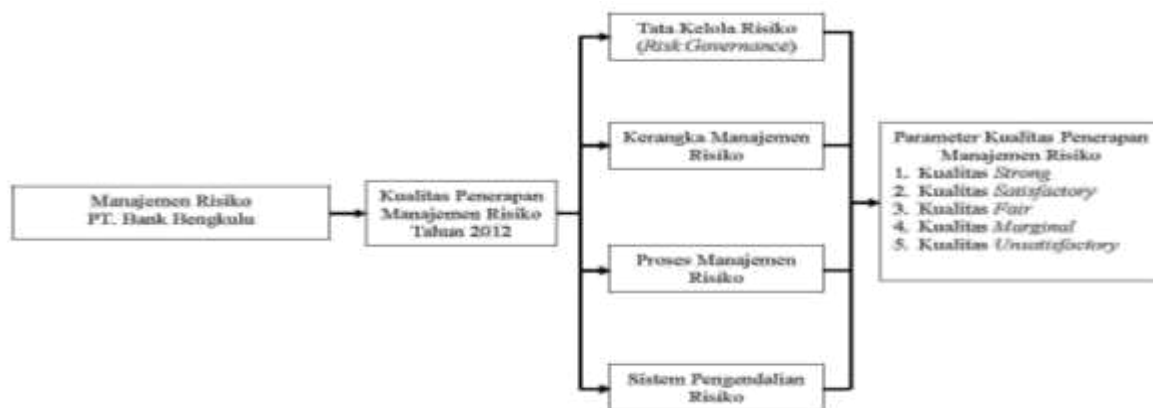 Manajemen Risiko
PT. Bank Bengkulu
Kualitas Penerapan
Manajemen Risiko
Tahun 2012
Tata Kelola Risiko
(Risk Governance)
Kerangka Manajemen
Risiko
Proses Manajemen
Risiko
Sistem Pengendalian
Risiko
Parameter Kualitas Penerapan
Manajemen Risiko
1. Kualitas Strong
2. Kualitas Satisfactory
3. Kualitas Fair
4. Kualitas Marginal
5. Kualitas Unsatisfactory